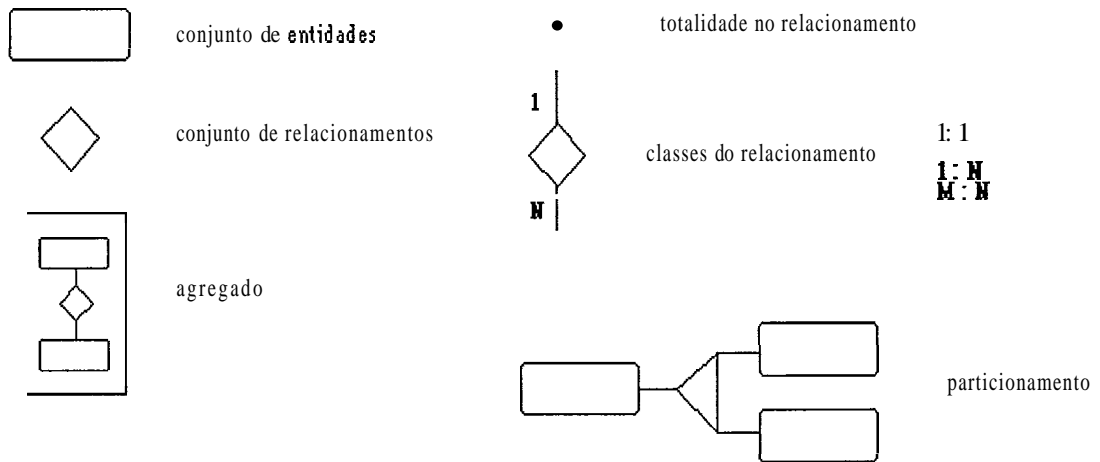 conjunto de entidades
conjunto de relacionamentos
agregado
totalidade no relacionamento
1
N
classes do relacionamento
1: 1
1: N
M: N
particionamento